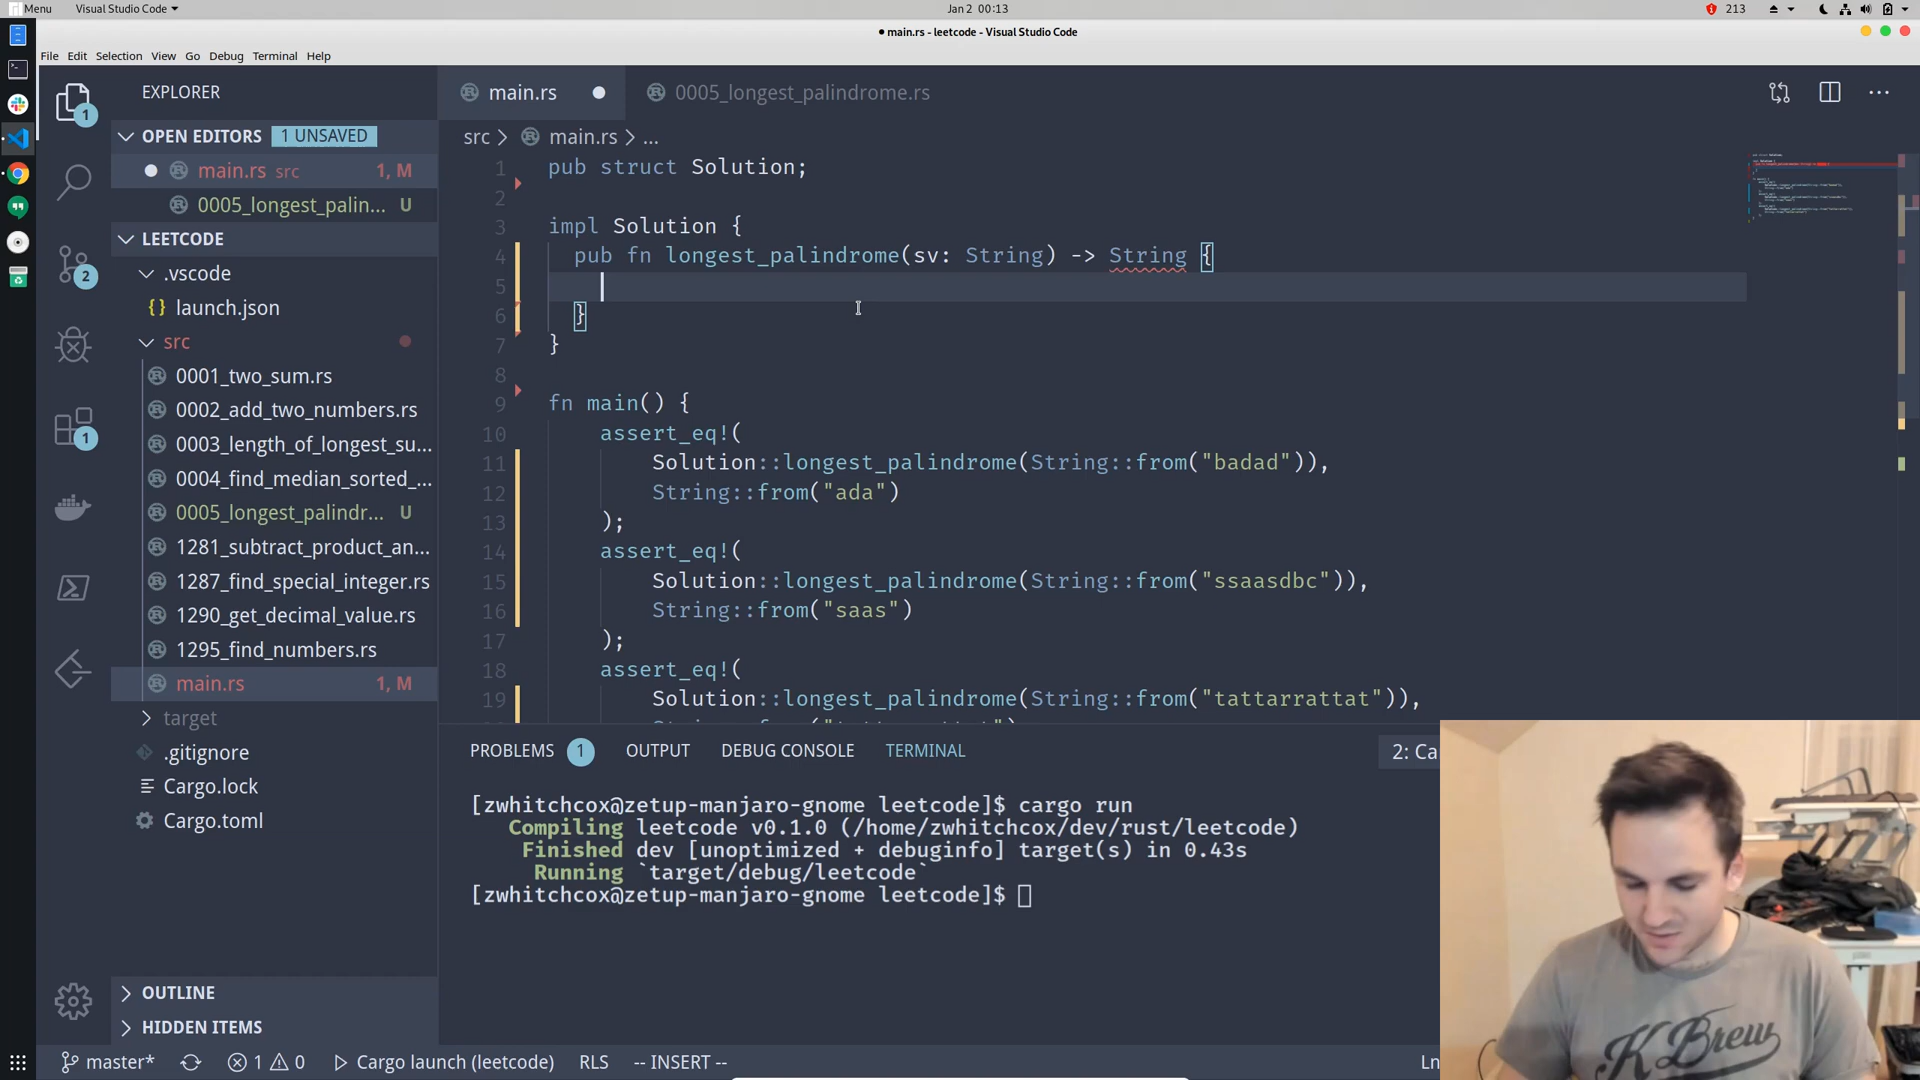 Menu Visual Studio Code Jan 2 00:13 213
● main.rs - leetcode - Visual Studio Code
File Edit Selection View Go Debug Terminal Help
EXPLORER
OPEN EDITORS 1 UNSAVED
main.rs src 1, M
0005_longest_palin... U
LEETCODE
.vscode
launch.json
src
0001_two_sum.rs
0002_add_two_numbers.rs
0003_length_of_longest_su...
0004_find_median_sorted_...
0005_longest_palindr... U
1281_subtract_product_an...
1287_find_special_integer.rs
1290_get_decimal_value.rs
1295_find_numbers.rs
main.rs 1, M
target
.gitignore
Cargo.lock
Cargo.toml
OUTLINE
HIDDEN ITEMS
1
2
1
main.rs 0005_longest_palindrome.rs
src > main.rs > ...
1 pub struct Solution;
2
3 impl Solution {
4 pub fn longest_palindrome(sv: String) -> String {
5
6 }
7 }
8
9 fn main() {
10 assert_eq!(
11 Solution::longest_palindrome(String::from("badad")),
12 String::from("ada")
13 );
14 assert_eq!(
15 Solution::longest_palindrome(String::from("ssaasdbc")),
16 String::from("saas")
17 );
18 assert_eq!(
19 Solution::longest_palindrome(String::from("tattarrattat")),
PROBLEMS 1 OUTPUT DEBUG CONSOLE TERMINAL 2: Ca
[zwhitchcox@zetup-manjaro-gnome leetcode]$ cargo run
Compiling leetcode v0.1.0 (/home/zwhitchcox/dev/rust/leetcode)
Finished dev [unoptimized + debuginfo] target(s) in 0.43s
Running `target/debug/leetcode`
[zwhitchcox@zetup-manjaro-gnome leetcode]$
K Brew
master* 1 0 Cargo launch (leetcode) RLS -- INSERT -- Ln